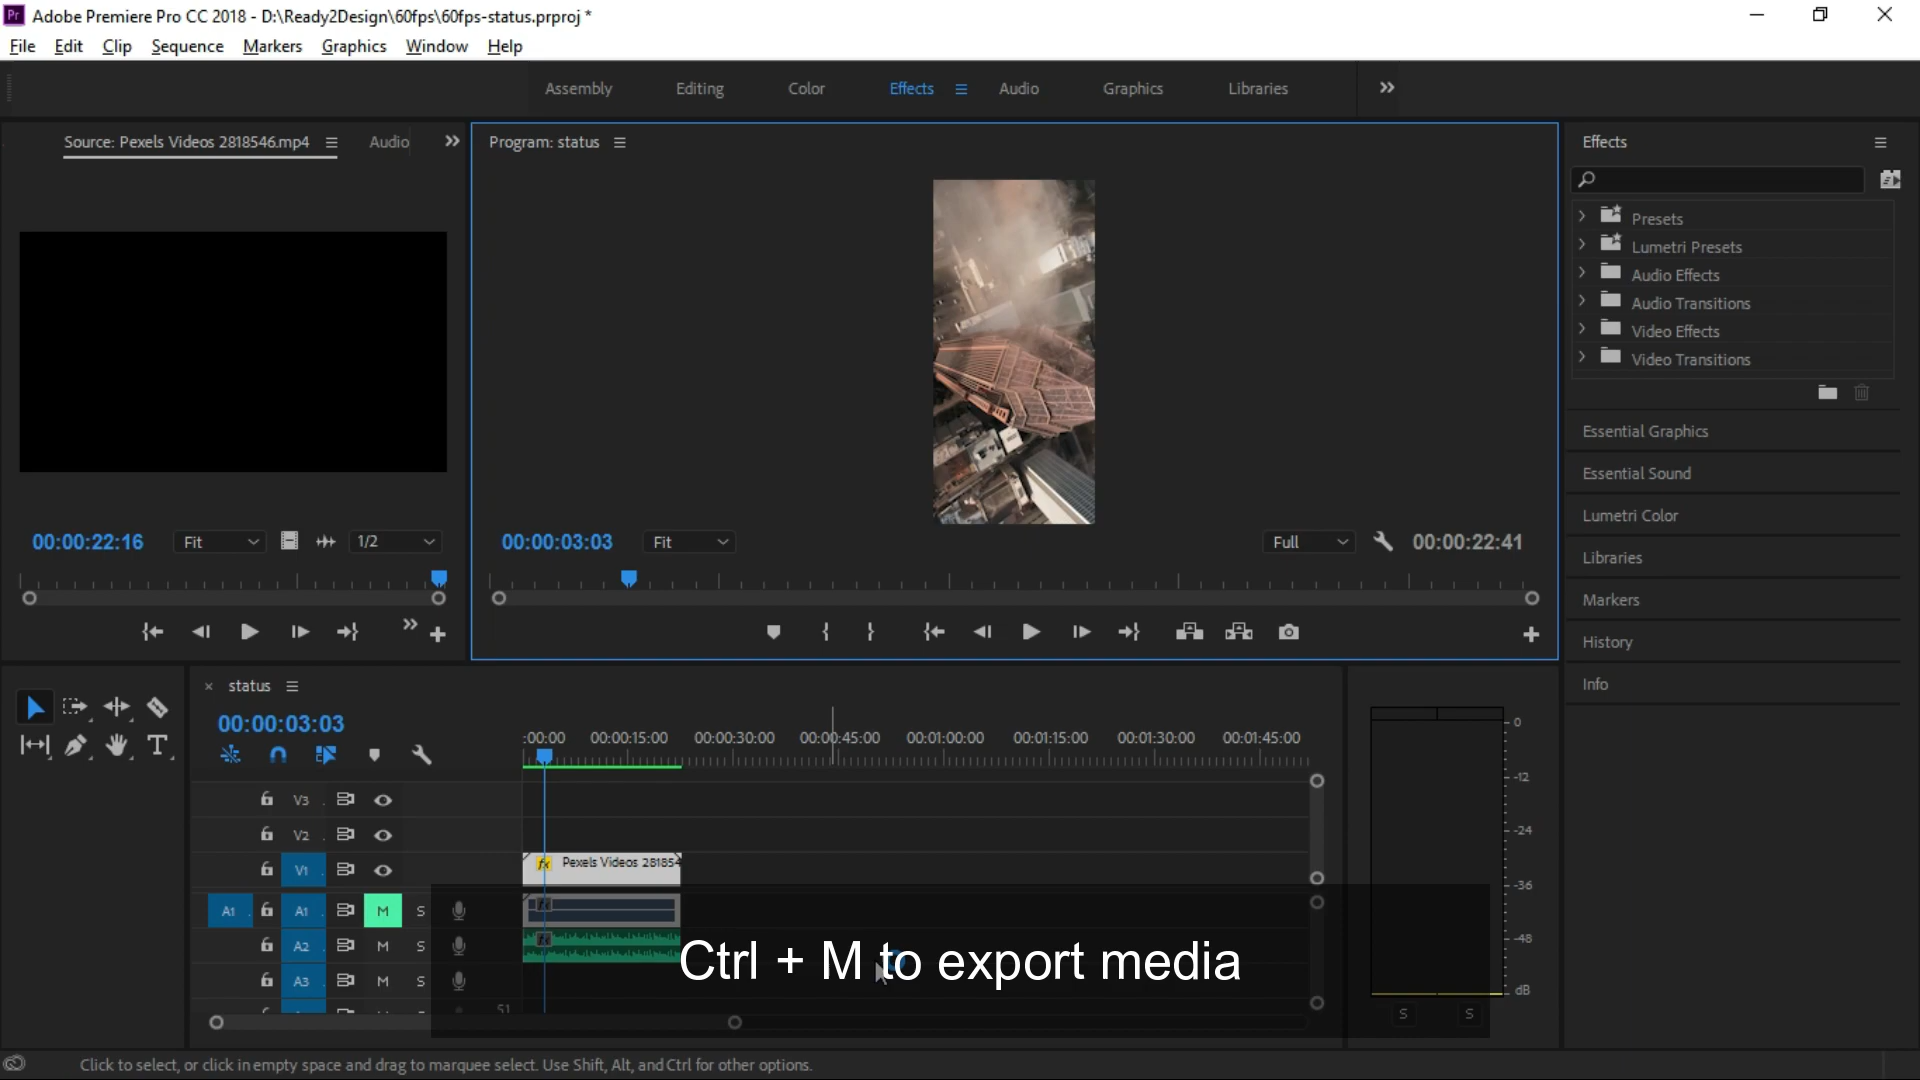 Adobe Premiere Pro CC 2018 - D:\Ready2Design\60fps\60fps-status.prproj *
File Edit Clip Sequence Markers Graphics Window Help
Assembly Editing Color Effects Audio Graphics Libraries
Source: Pexels Videos 2818546.mp4 Audio
Program: status
Effects
Presets
Lumetri Presets
Audio Effects
Audio Transitions
Video Effects
Video Transitions
Essential Graphics
Essential Sound
Lumetri Color
Libraries
Markers
History
Info
00:00:22:16 Fit 1/2
00:00:03:03 Fit Full 00:00:22:41
status
00:00:03:03
:00:00 00:00:15:00 00:00:30:00 00:00:45:00 00:01:00:00 00:01:15:00 00:01:30:00 00:01:45:00
V3
V2
V1 fx Pexels Videos 281854
A1 A1 M S fx
A2 M S fx
A3 M S
S1
0
-12
-24
-36
-48
dB
S S
Ctrl + M to export media
Click to select, or click in empty space and drag to marquee select. Use Shift, Alt, and Ctrl for other options.